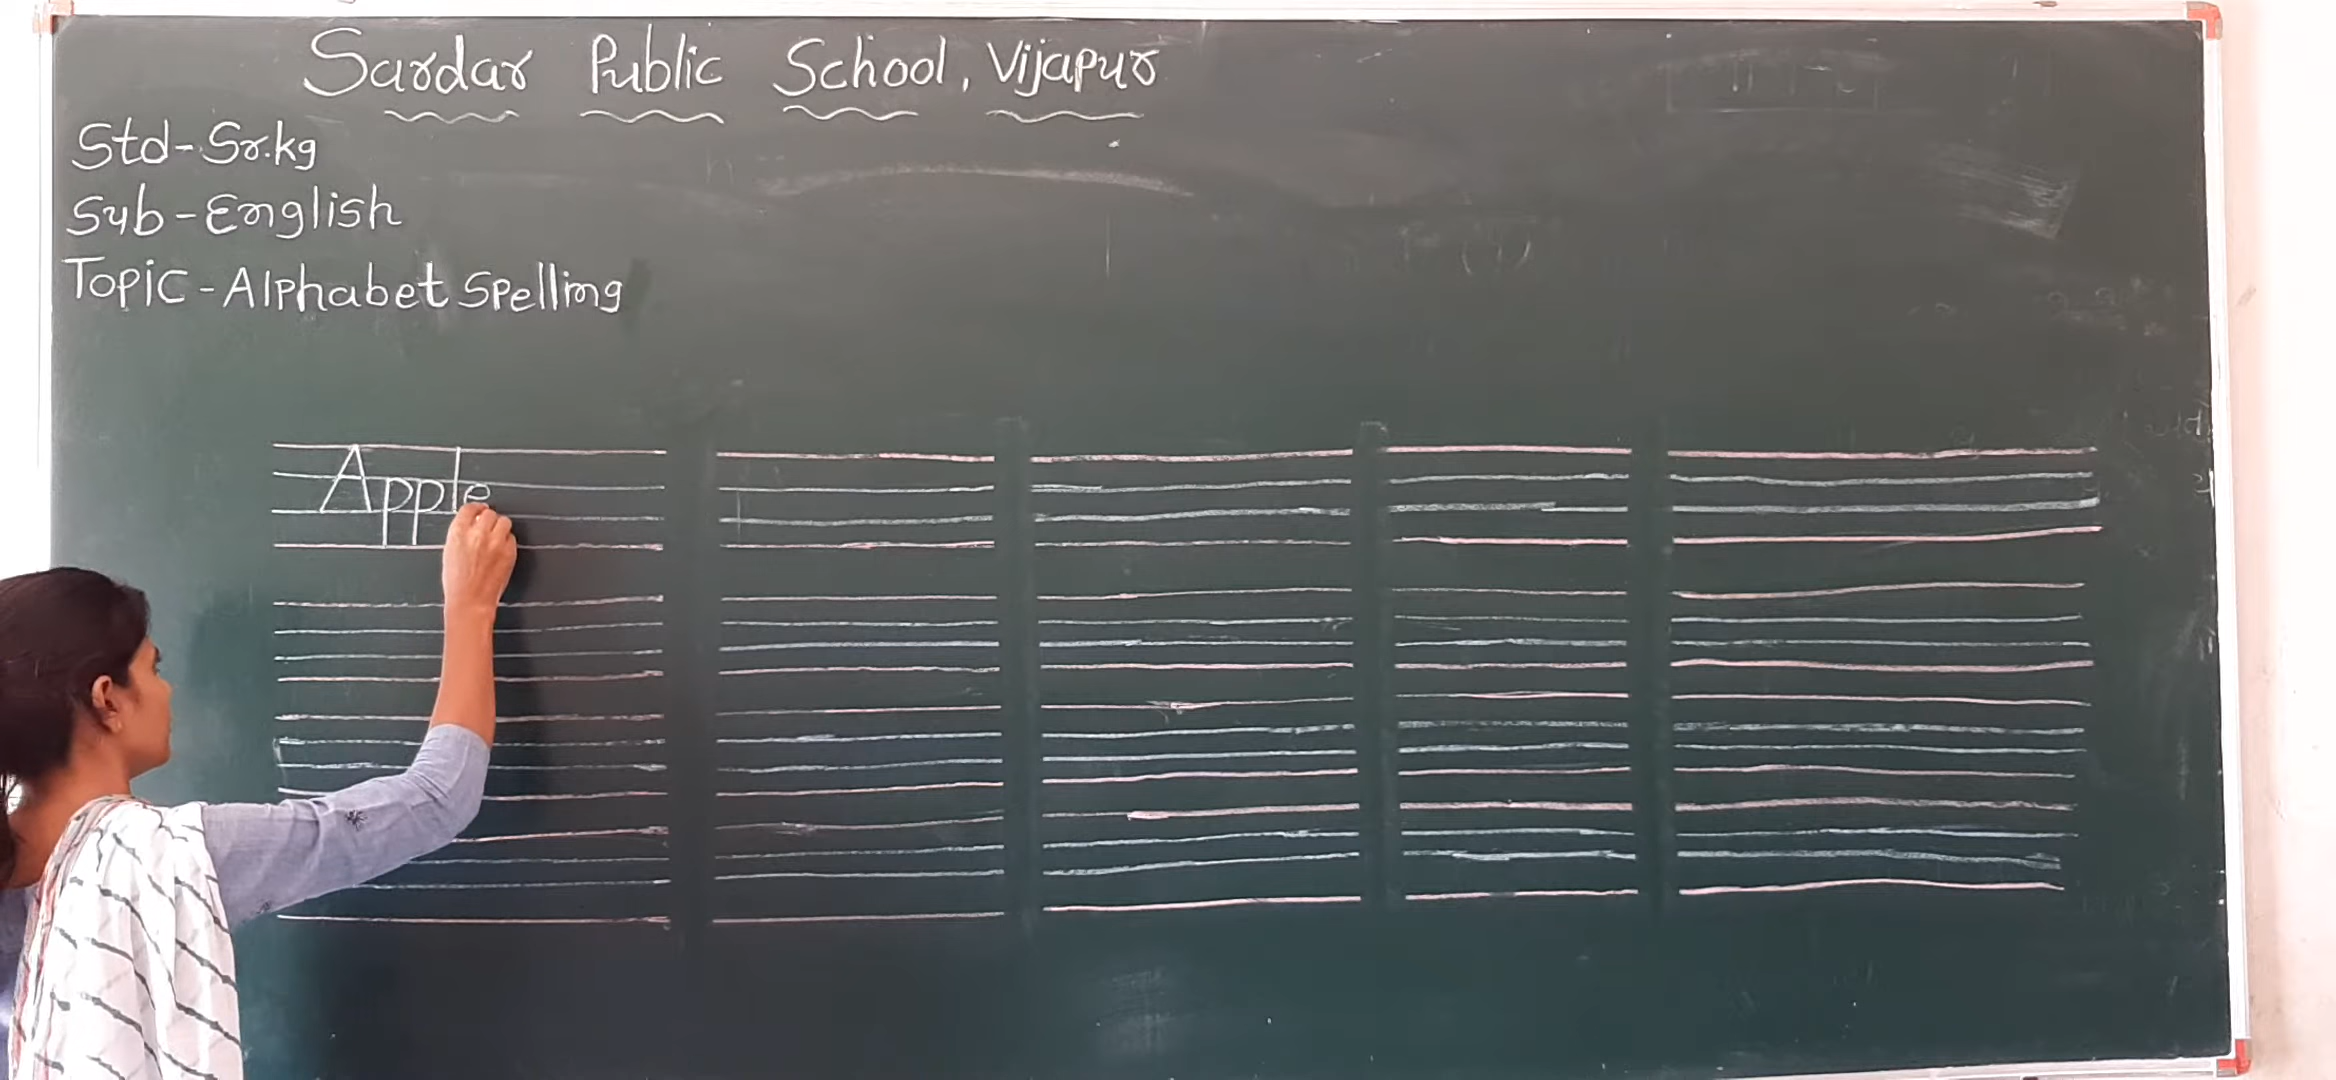 Sardar Public School, Vijapur
Std-Sr.kg
Sub-English
Topic-Alphabet Spelling
Apple